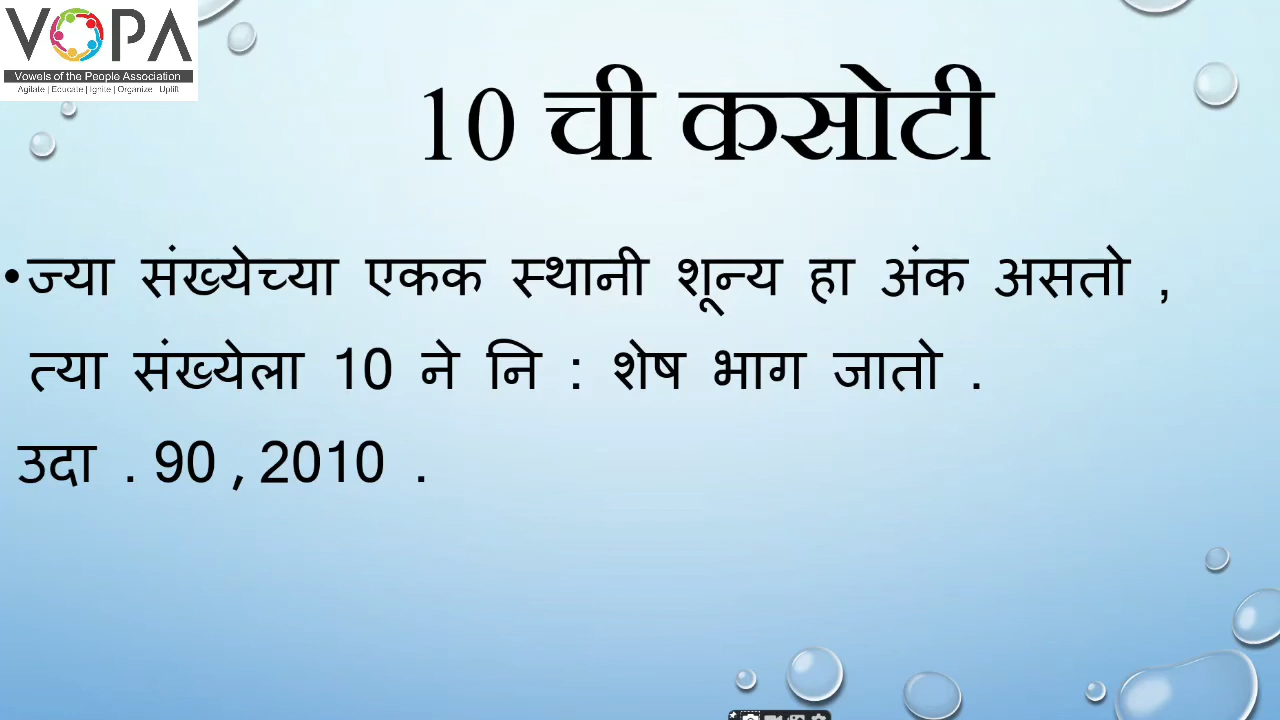 VOPA
Vowels of the People Association
Agitate | Educate | Ignite | Organize Uplift
10 ची कसोटी
•ज्या संख्येच्या एकक स्थानी शून्य हा अंक असतो ,
त्या संख्येला 10 ने नि : शेष भाग जातो .
उदा . 90 , 2010 .